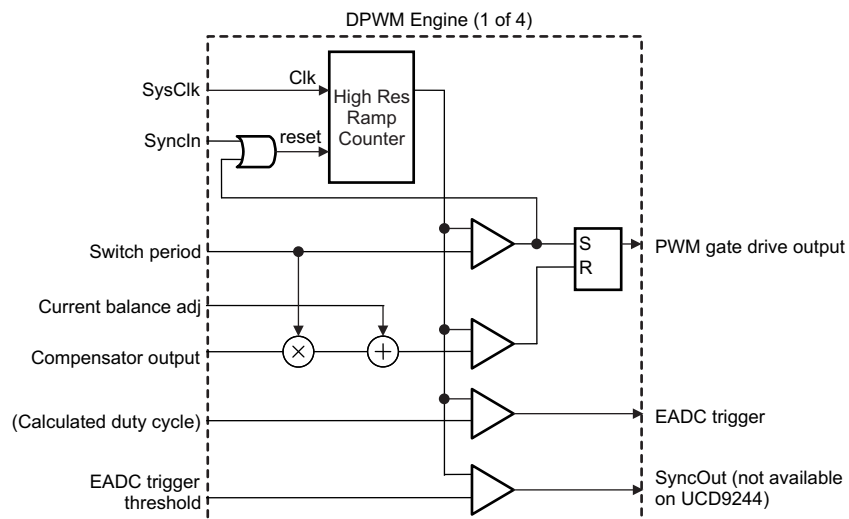 DPWM Engine (1 of 4)
SysClk
Clk
High Res
Ramp
Counter
SyncIn
reset
Switch period
S
R
PWM gate drive output
Current balance adj
Compensator output
×
+
(Calculated duty cycle)
EADC trigger
EADC trigger
threshold
SyncOut (not available
on UCD9244)